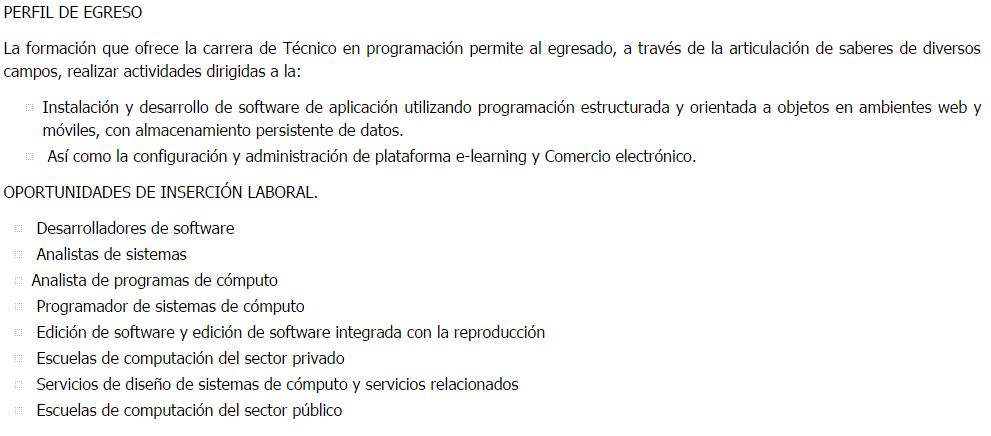 PERFIL DE EGRESO
La formación que ofrece la carrera de Técnico en programación permite al egresado, a través de la articulación de saberes de diversos
campos, realizar actividades dirigidas a la:
Instalación y desarrollo de software de aplicación utilizando programación estructurada y orientada a objetos en ambientes web y
móviles, con almacenamiento persistente de datos.
Así como la configuración y administración de plataforma e-learning y Comercio electrónico.
OPORTUNIDADES DE INSERCIÓN LABORAL.
Desarrolladores de software
Analistas de sistemas
Analista de programas de cómputo
Programador de sistemas de cómputo
Edición de software y edición de software integrada con la reproducción
Escuelas de computación del sector privado
Servicios de diseño de sistemas de cómputo y servicios relacionados
Escuelas de computación del sector público